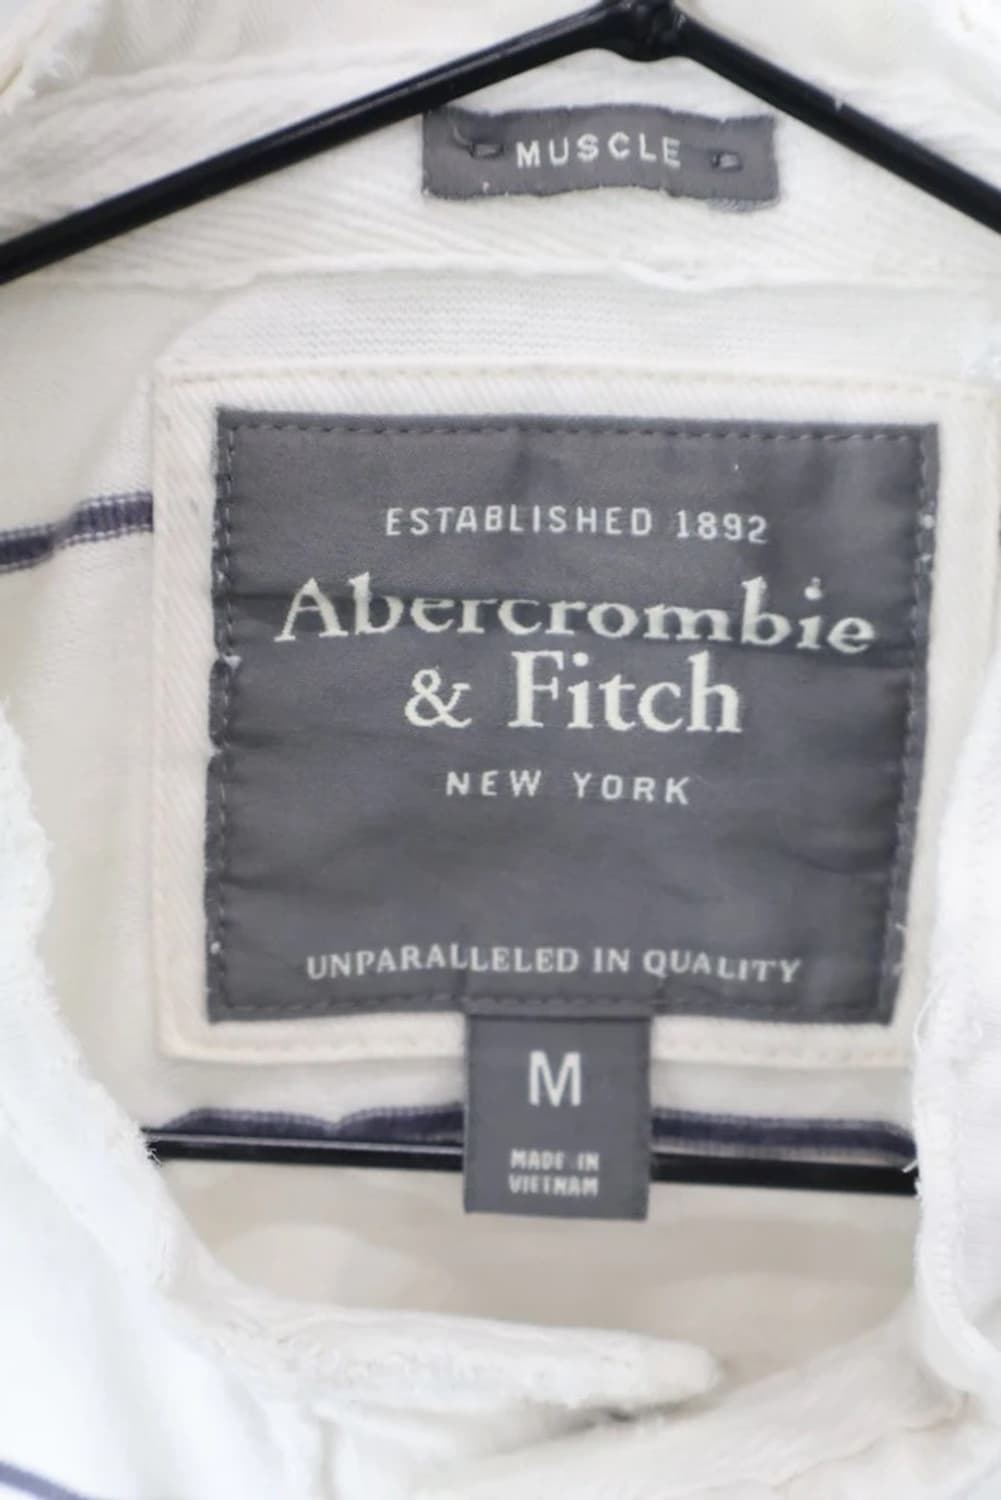 MUSCLE
ESTABLISHED 1892
Abercrombie
& Fitch
NEW YORK
UNPARALLELED IN QUALITY
M
MADE IN
VIETNAM